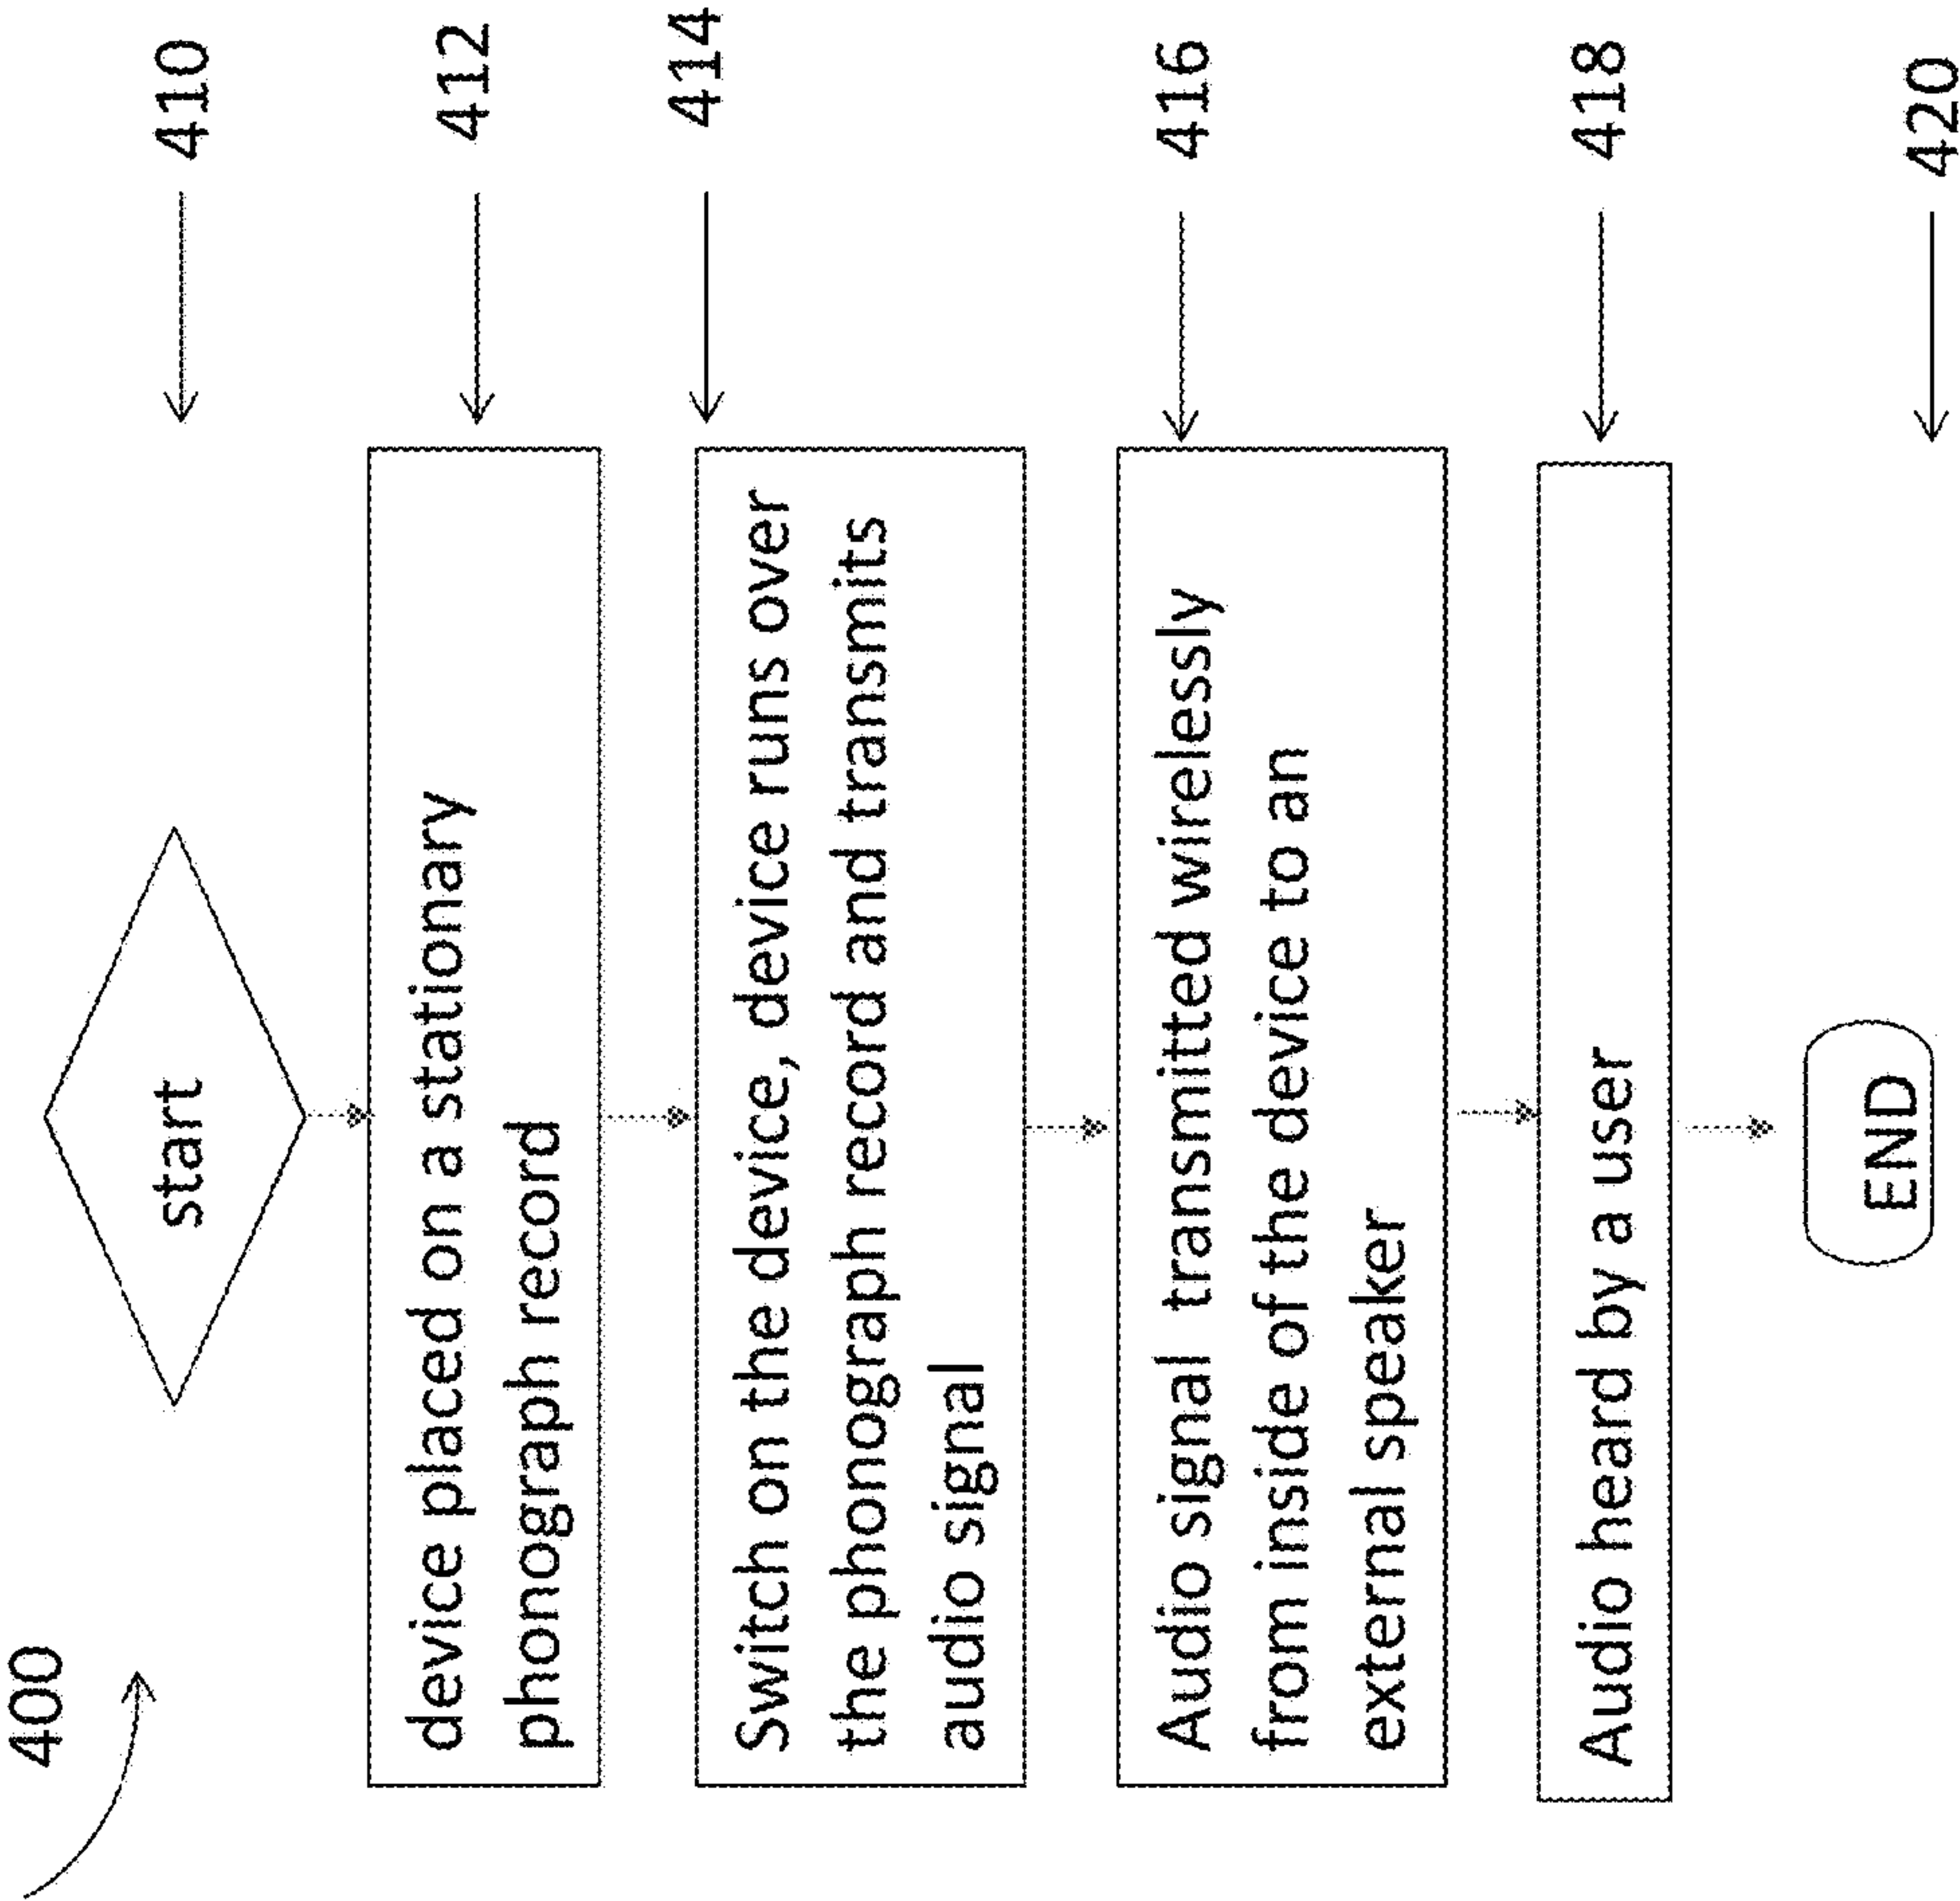 400
start
410
device placed on a stationary
phonograph record
412
Switch on the device, device runs over
the phonograph record and transmits
audio signal
414
Audio signal  transmitted wirelessly
from inside of the device to an
external speaker
416
Audio heard by a user
418
END
420